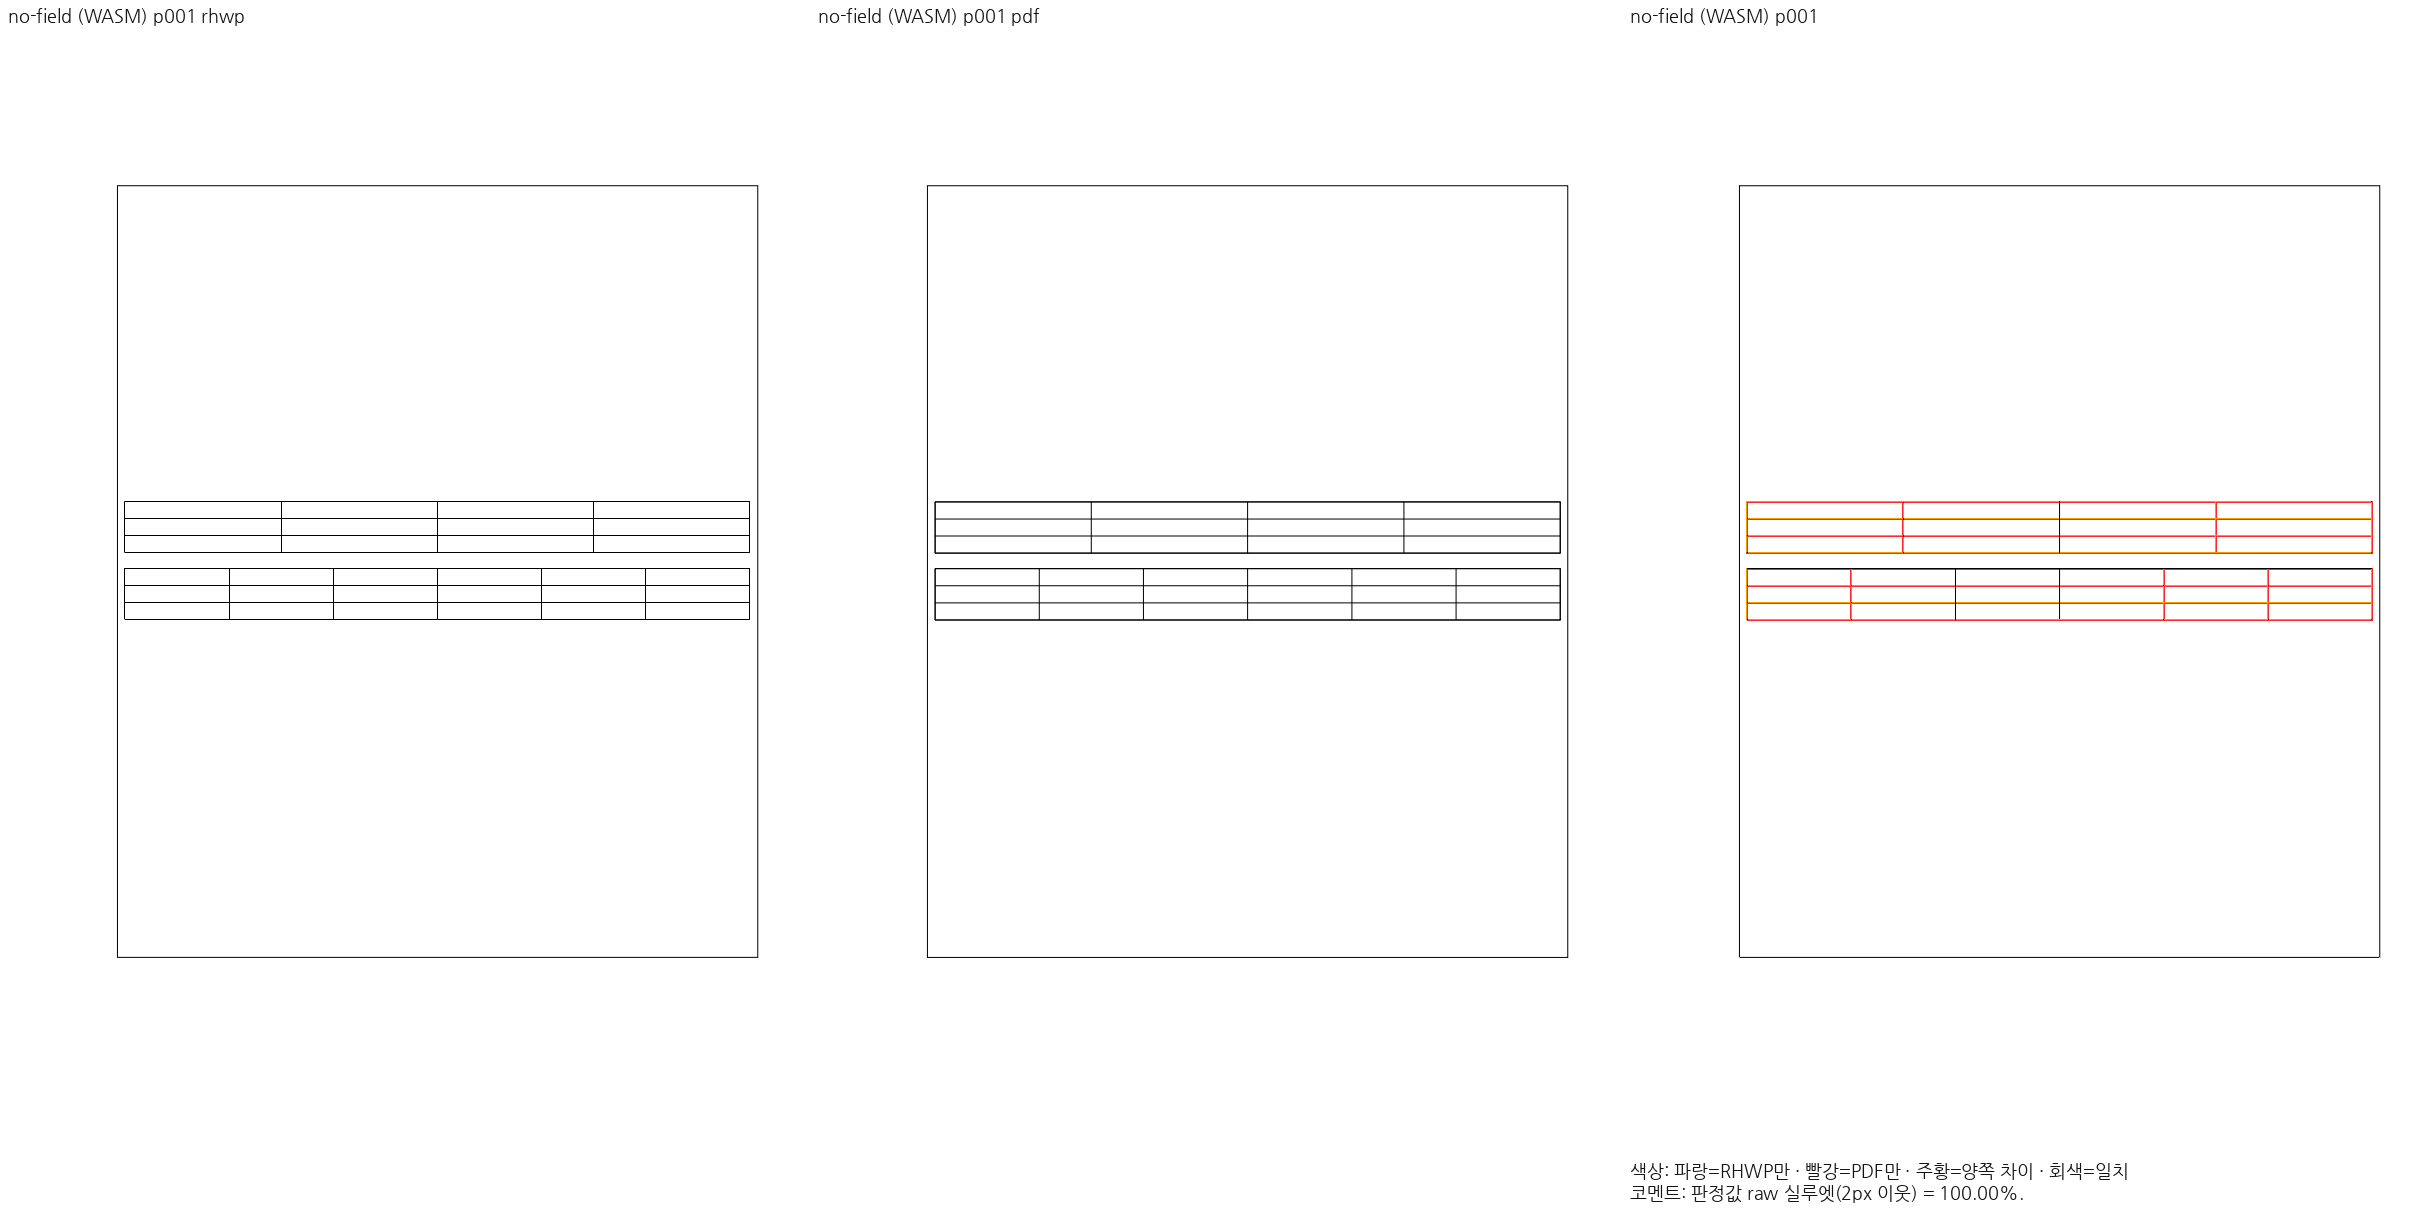 no-field (WASM) p001 rhwp
no-field (WASM) p001 pdf
no-field (WASM) p001
색상: 파랑=RHWP만 · 빨강=PDF만 · 주황=양쪽 차이 · 회색=일치
코멘트: 판정값 raw 실루엣(2px 이웃) = 100.00%.